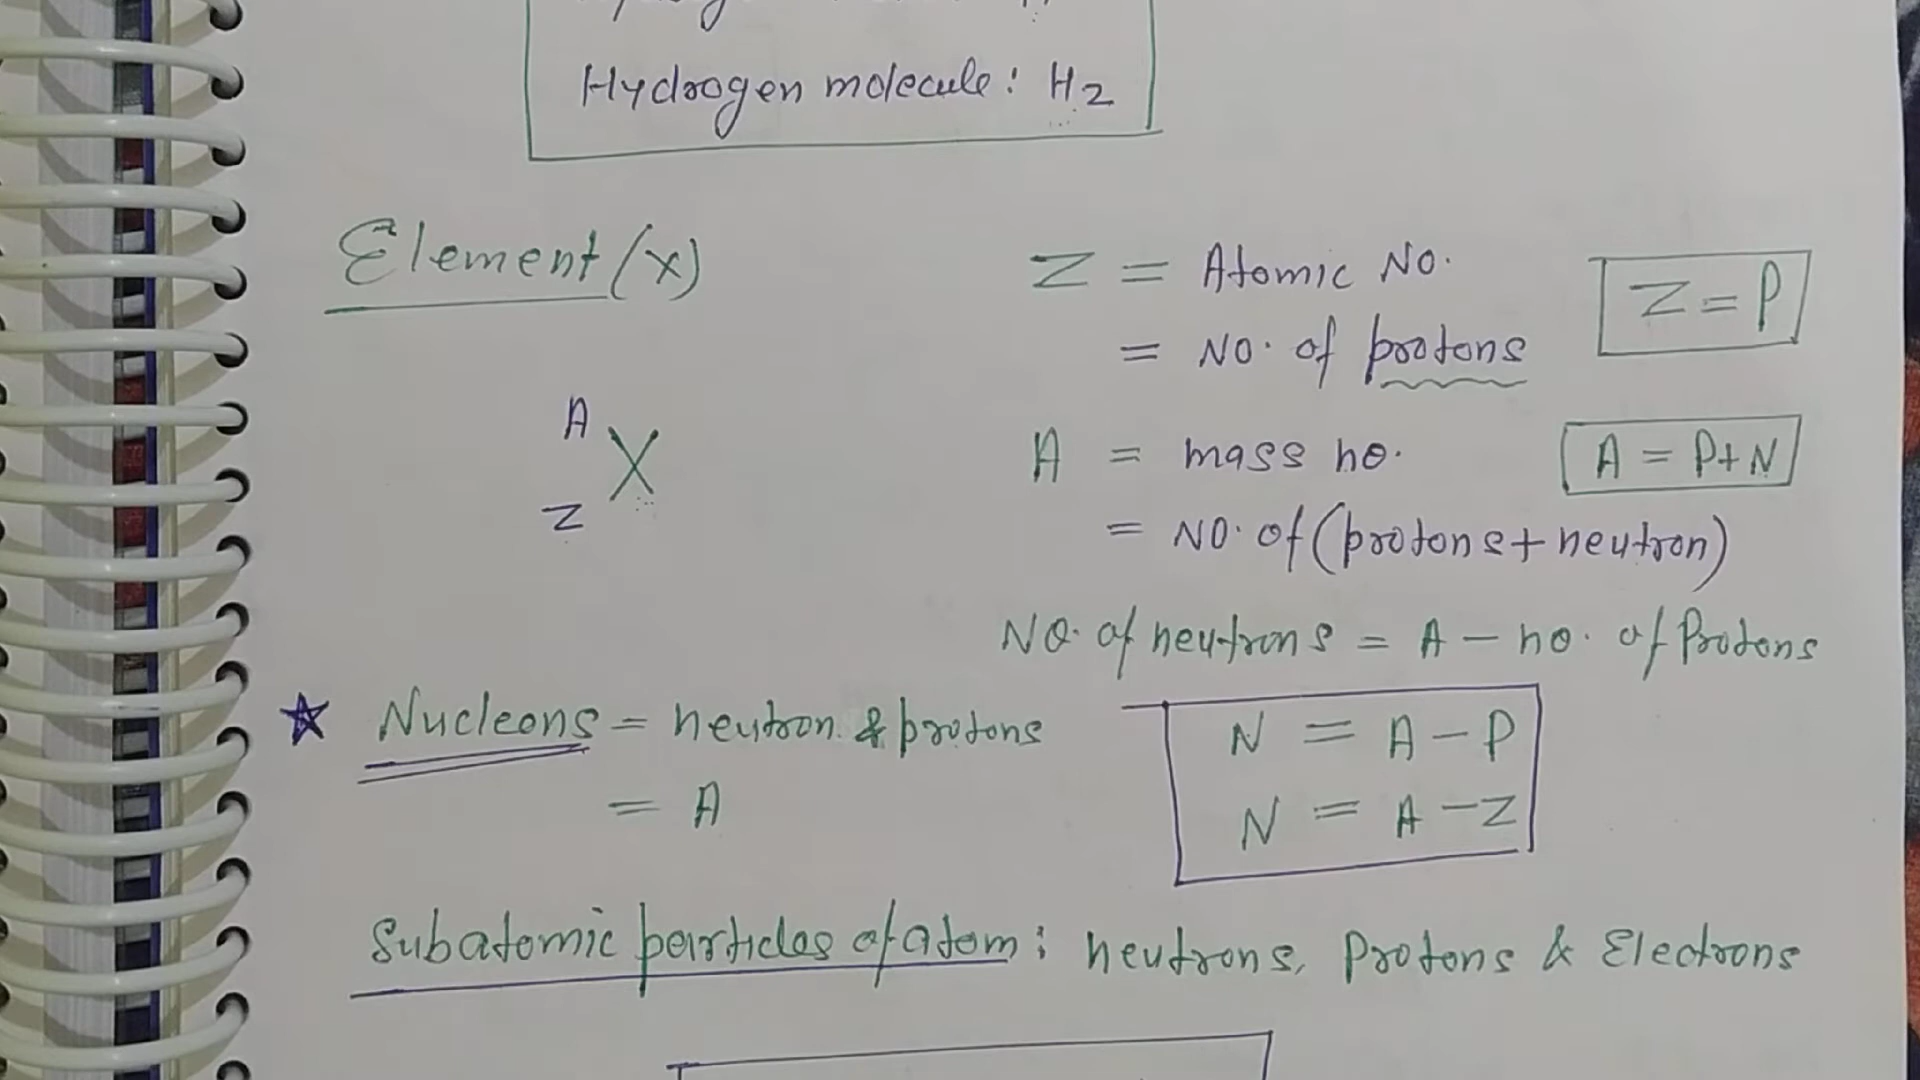 Hydrogen molecule: H2
Element (X)
Z = Atomic No.
Z = P
= No. of protons
A
X
Z
A = mass no.
A = P+N
= No. of (protons + neutron)
No. of neutrons = A - no. of Protons
Nucleons = neutron & protons
= A
N = A - P
N = A - Z
Subatomic particles of atom: neutrons, Protons & Electrons